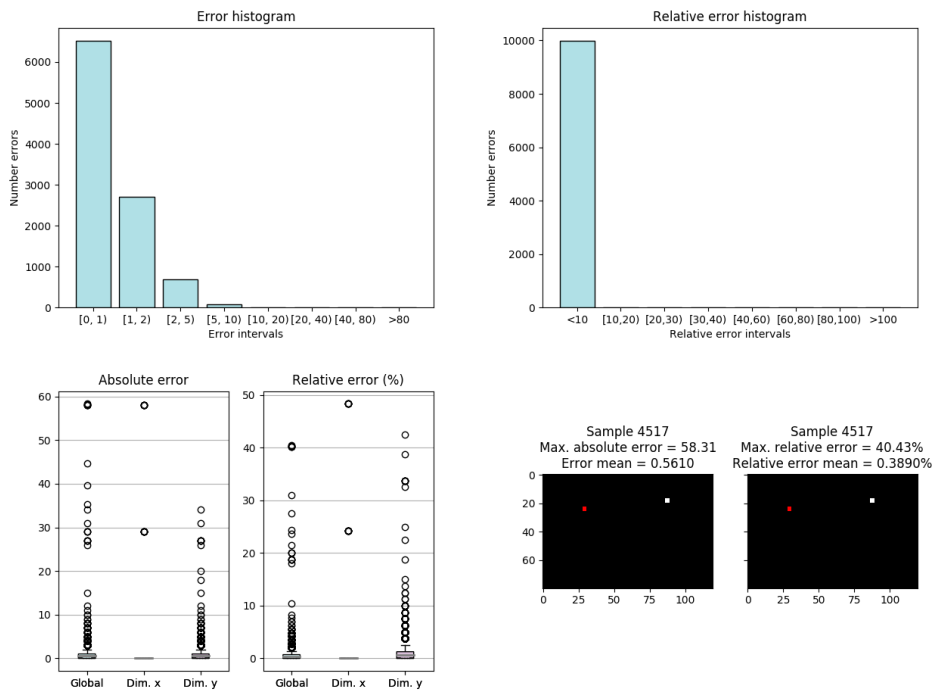 Error histogram
Number errors
6000
5000
4000
3000
2000
1000
0
[0, 1) [1, 2) [2, 5) [5, 10) [10, 20) [20, 40) [40, 80) >80
Error intervals
Relative error histogram
Number errors
10000
8000
6000
4000
2000
0
<10 [10,20) [20,30) [30,40) [40,60) [60,80) [80,100) >100
Relative error intervals
Absolute error
60
50
40
30
20
10
0
Global Dim. x Dim. y
Relative error (%)
50
40
30
20
10
0
Global Dim. x Dim. y
Sample 4517
Max. absolute error = 58.31
Error mean = 0.5610
0
20
40
60
0 25 50 75 100
Sample 4517
Max. relative error = 40.43%
Relative error mean = 0.3890%
0 25 50 75 100